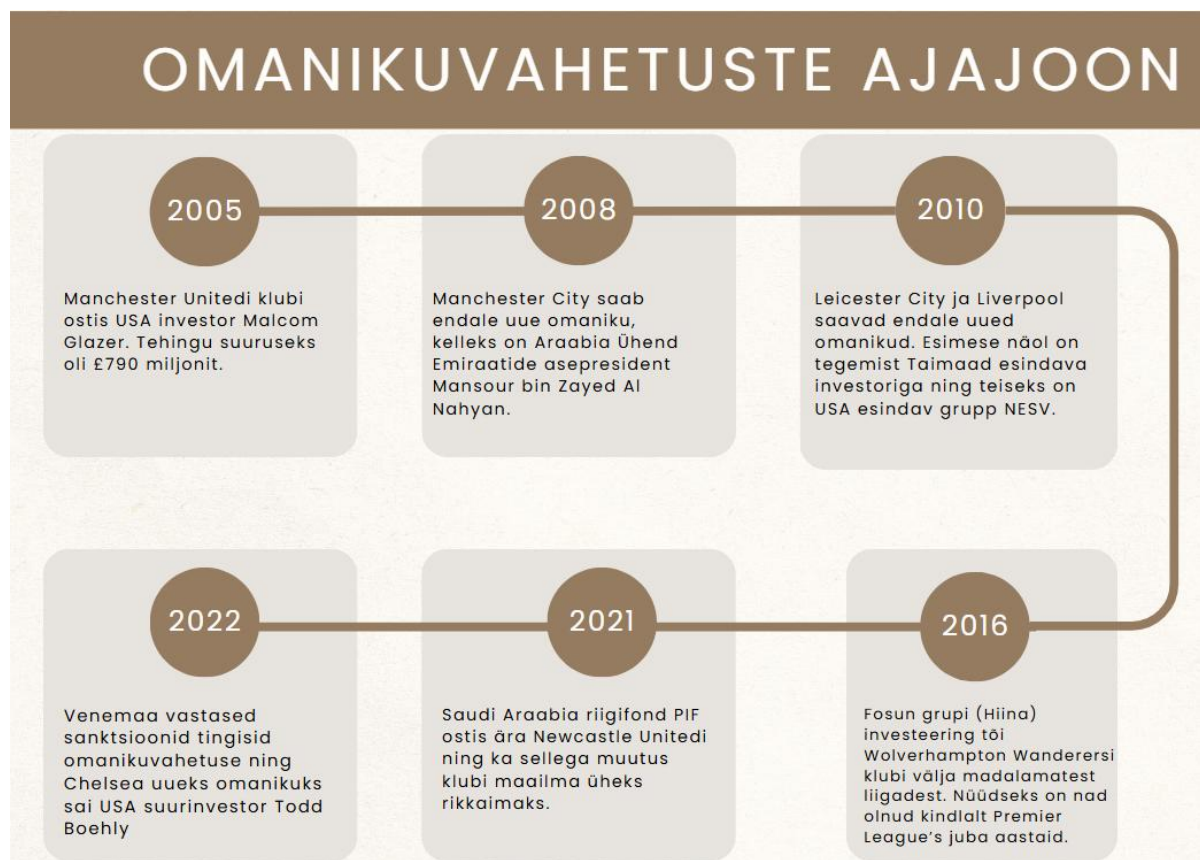 OMANIKUVAHETUSTE AJAJOON
2005
Manchester Unitedi klubi
ostis USA investor Malcom
Glazer. Tehingu suuruseks
oli £790 miljonit.
2008
Manchester City saab
endale uue omaniku,
kelleks on Araabia Ühend
Emiraatide asepresident
Mansour bin Zayed Al
Nahyan.
2010
Leicester City ja Liverpool
saavad endale uued
omanikud. Esimese näol on
tegemist Taimaad esindava
investoriga ning teiseks on
USA esindav grupp NESV.
2016
Fosun grupi (Hiina)
investeering tõi
Wolverhampton Wanderersi
klubi välja madalamatest
liigadest. Nüüdseks on nad
olnud kindlalt Premier
League’s juba aastaid.
2021
Saudi Araabia riigifond PIF
ostis ära Newcastle Unitedi
ning ka sellega muutus
klubi maailma üheks
rikkaimaks.
2022
Venemaa vastased
sanktsioonid tingisid
omanikuvahetuse ning
Chelsea uueks omanikuks
sai USA suurinvestor Todd
Boehly